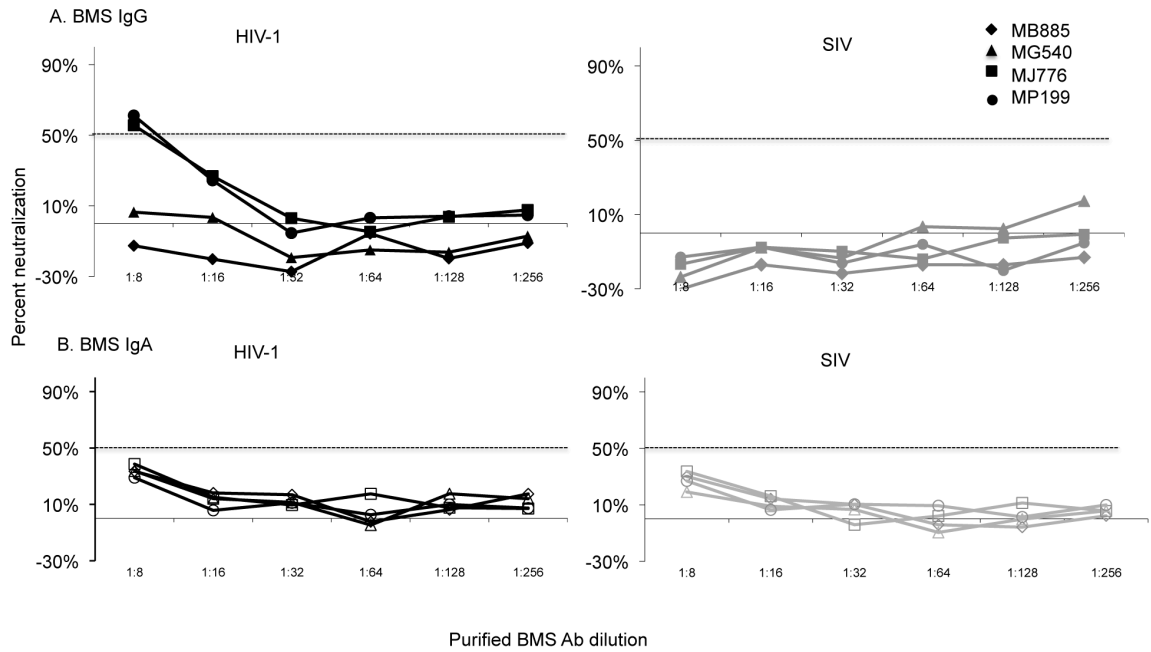 A. BMS IgG
HIV-1
SIV
MB885
MG540
MJ776
MP199
Percent neutralization
90%
50%
10%
-30%
1:8 1:16 1:32 1:64 1:128 1:256
90%
50%
10%
-30%
1:8 1:16 1:32 1:64 1:128 1:256
B. BMS IgA
HIV-1
SIV
90%
50%
10%
-30%
1:8 1:16 1:32 1:64 1:128 1:256
90%
50%
10%
-30%
1:8 1:16 1:32 1:64 1:128 1:256
Purified BMS Ab dilution